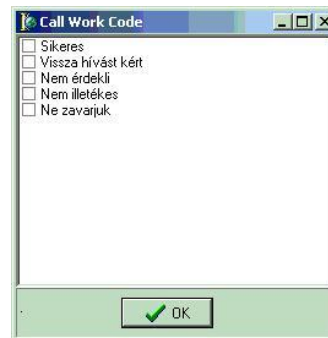 Call Work Code
Sikeres
Vissza hívást kért
Nem érdekli
Nem illetékes
Ne zavarjuk
OK